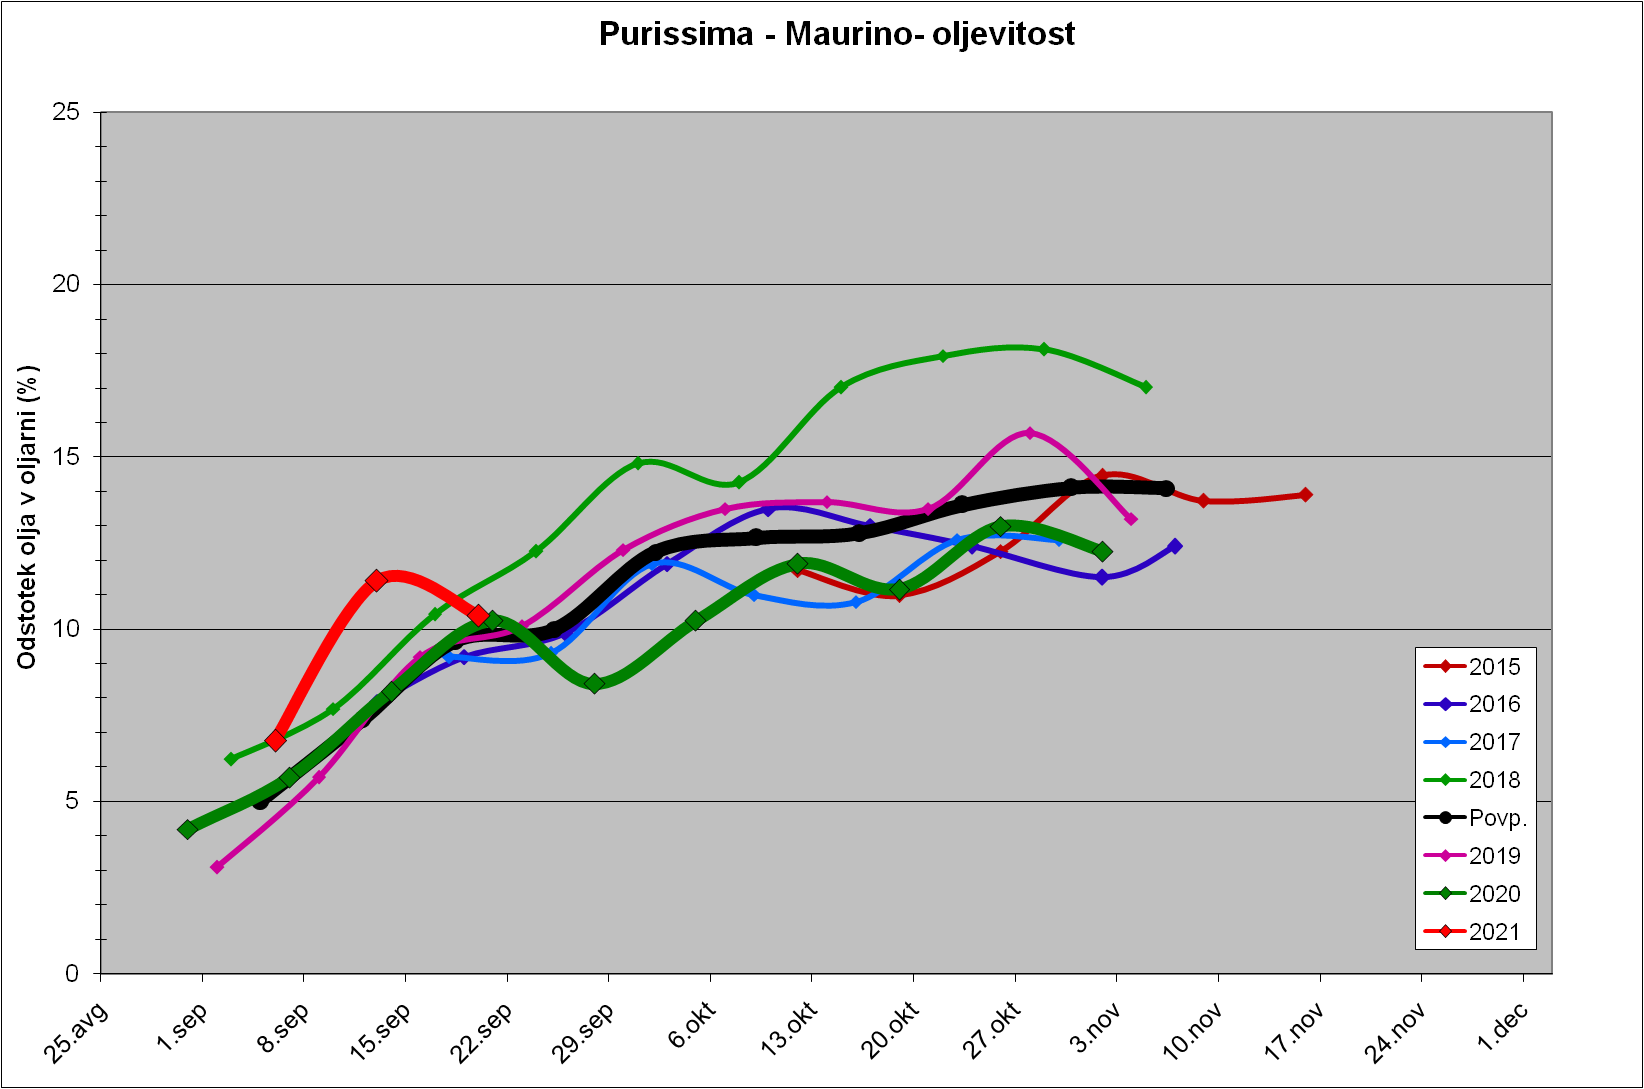 Purissima - Maurino- oljevitost
Odstotek olja v oljarni (%)
25
20
15
10
5
0
25.avg
1.sep
8.sep
15.sep
22.sep
29.sep
6.okt
13.okt
20.okt
27.okt
3.nov
10.nov
17.nov
24.nov
1.dec
2015
2016
2017
2018
Povp.
2019
2020
2021